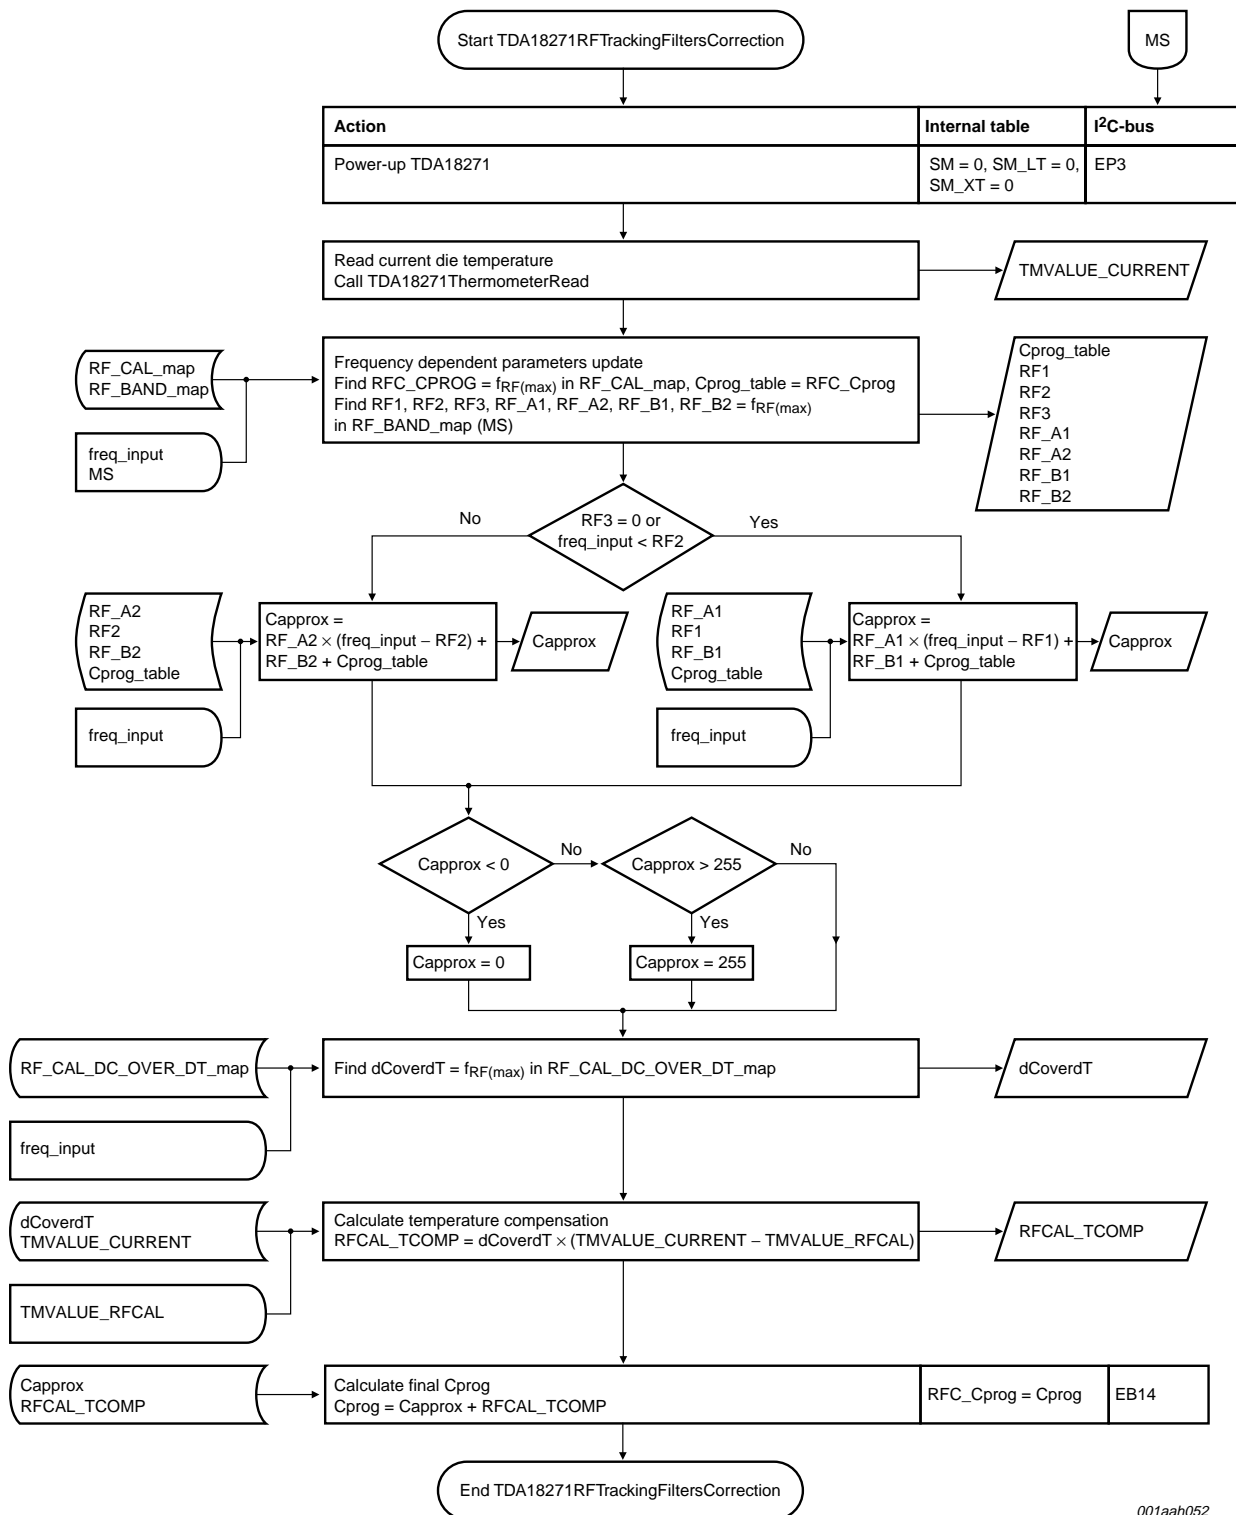 Start TDA18271RFTrackingFiltersCorrection
MS
Action
Internal table
I2C-bus
Power-up TDA18271
SM = 0, SM_LT = 0,
SM_XT = 0
EP3
Read current die temperature
Call TDA18271ThermometerRead
TMVALUE_CURRENT
RF_CAL_map
RF_BAND_map
freq_input
MS
Frequency dependent parameters update
Find RFC_CPROG = fRF(max) in RF_CAL_map, Cprog_table = RFC_Cprog
Find RF1, RF2, RF3, RF_A1, RF_A2, RF_B1, RF_B2 = fRF(max)
in RF_BAND_map (MS)
Cprog_table
RF1
RF2
RF3
RF_A1
RF_A2
RF_B1
RF_B2
No
RF3 = 0 or
freq_input < RF2
Yes
RF_A2
RF2
RF_B2
Cprog_table
freq_input
Capprox =
RF_A2 × (freq_input − RF2) +
RF_B2 + Cprog_table
Capprox
RF_A1
RF1
RF_B1
Cprog_table
freq_input
Capprox =
RF_A1 × (freq_input − RF1) +
RF_B1 + Cprog_table
Capprox
Capprox < 0
No
Capprox > 255
No
Yes
Yes
Capprox = 0
Capprox = 255
RF_CAL_DC_OVER_DT_map
freq_input
Find dCoverdT = fRF(max) in RF_CAL_DC_OVER_DT_map
dCoverdT
dCoverdT
TMVALUE_CURRENT
TMVALUE_RFCAL
Calculate temperature compensation
RFCAL_TCOMP = dCoverdT × (TMVALUE_CURRENT − TMVALUE_RFCAL)
RFCAL_TCOMP
Capprox
RFCAL_TCOMP
Calculate final Cprog
Cprog = Capprox + RFCAL_TCOMP
RFC_Cprog = Cprog
EB14
End TDA18271RFTrackingFiltersCorrection
001aah052